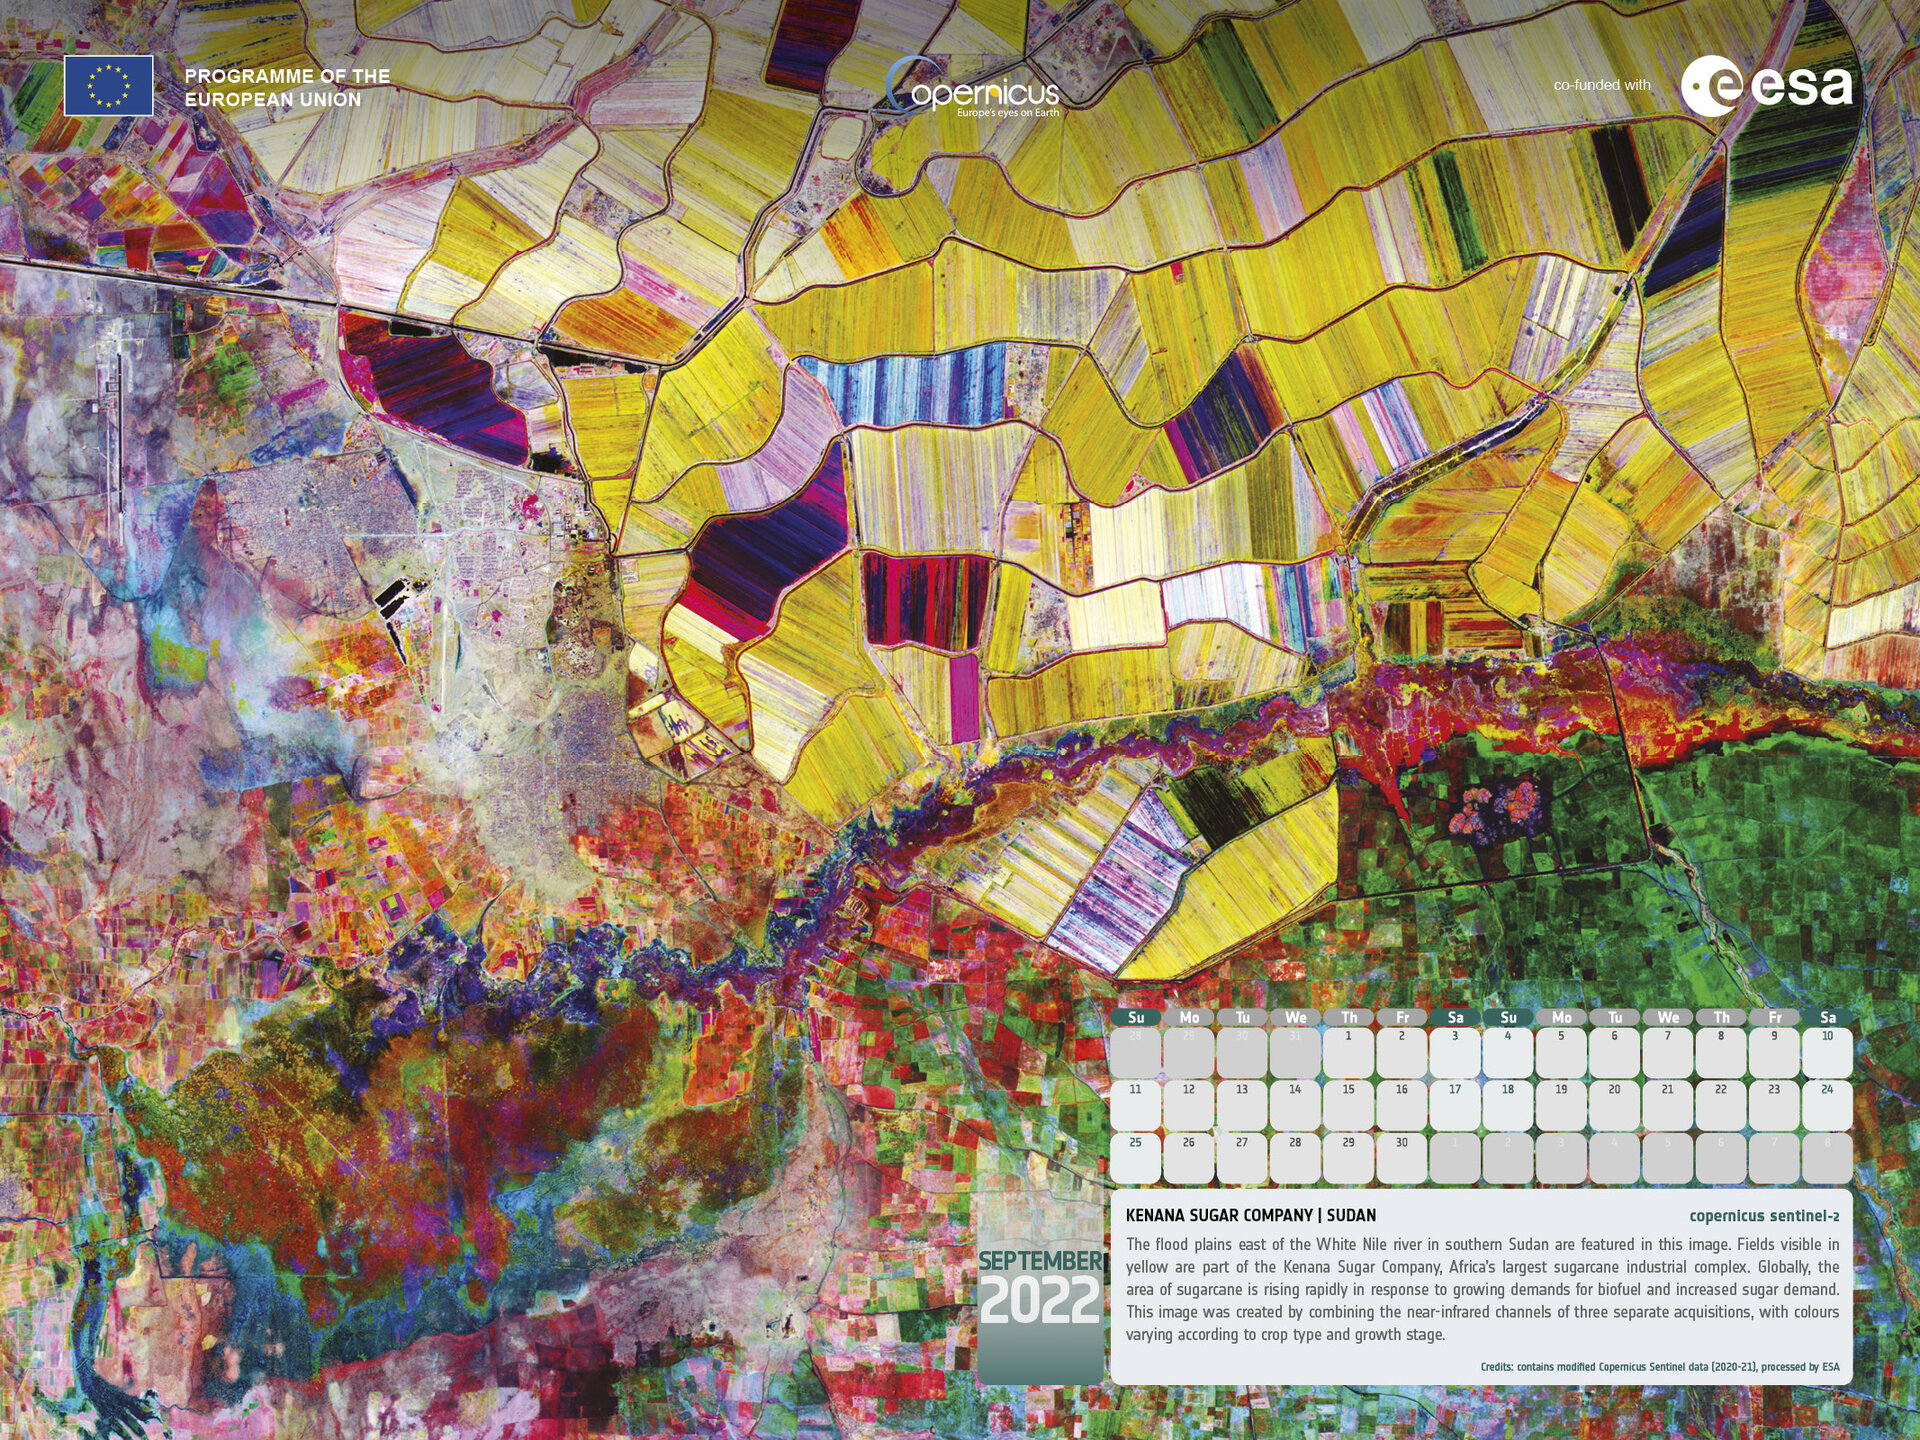 PROGRAMME OF THE
EUROPEAN UNION
opernicus
Europe's eyes on Earth
co-funded with
esa
Su Mo Tu We Th Fr Sa Su Mo Tu We Th Fr Sa
28 29 30 31 1 2 3 4 5 6 7 8 9 10
11 12 13 14 15 16 17 18 19 20 21 22 23 24
25 26 27 28 29 30 1 2 3 4 5 6 7 8
SEPTEMBER
2022
KENANA SUGAR COMPANY | SUDAN
copernicus sentinel-2
The flood plains east of the White Nile river in southern Sudan are featured in this image. Fields visible in
yellow are part of the Kenana Sugar Company, Africa's largest sugarcane industrial complex. Globally, the
area of sugarcane is rising rapidly in response to growing demands for biofuel and increased sugar demand.
This image was created by combining the near-infrared channels of three separate acquisitions, with colours
varying according to crop type and growth stage.
Credits: contains modified Copernicus Sentinel data (2020-21), processed by ESA